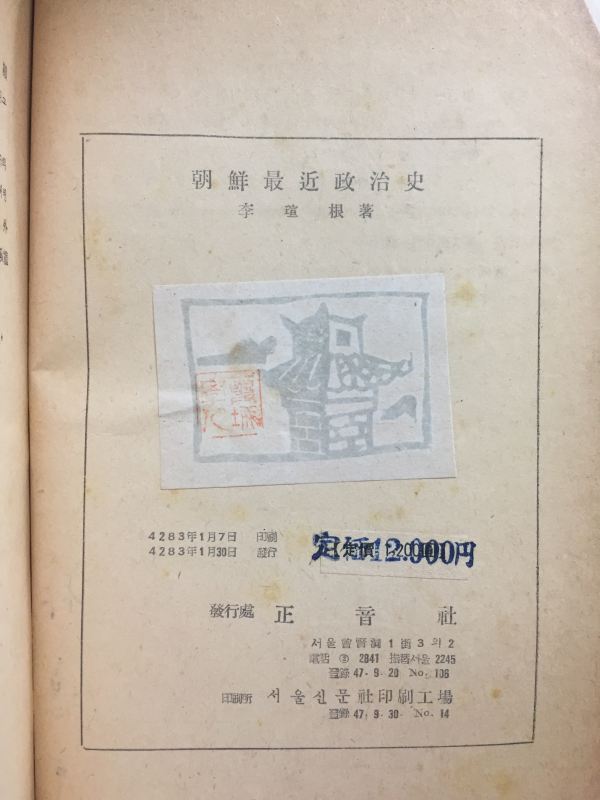 朝鮮最近政治史
李瑄根著
4283年1月7日 印刷
4283年1月30日 發行
定価12.000円
發行處 正音社
서울會賢洞1街3의2
電話 ② 2841 振替서울 2245
登錄 47.9.20 No. 106
印刷所 서울신문社印刷工場
登錄 47.9.30 No. 14